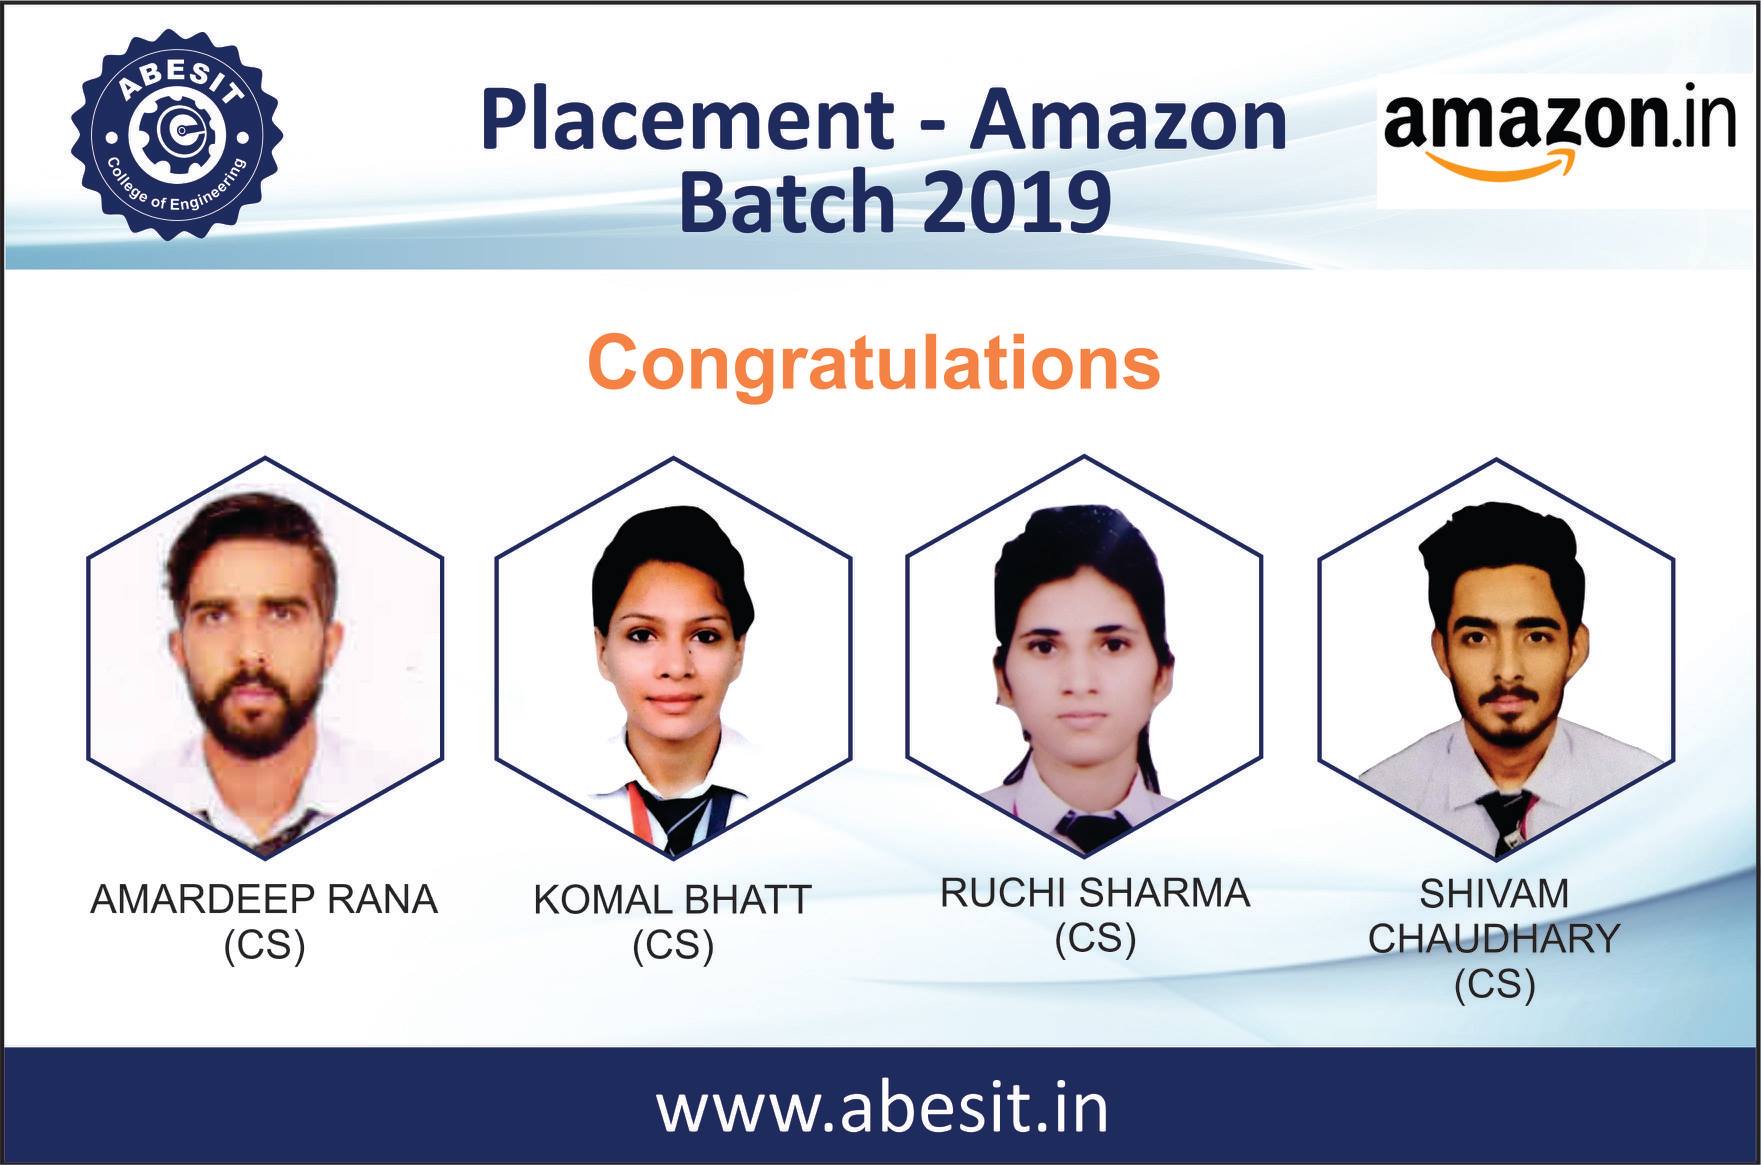 ABESIT
College of Engineering
Placement - Amazon
Batch 2019
amazon.in
Congratulations
AMARDEEP RANA
(CS)
KOMAL BHATT
(CS)
RUCHI SHARMA
(CS)
SHIVAM
CHAUDHARY
(CS)
www.abesit.in